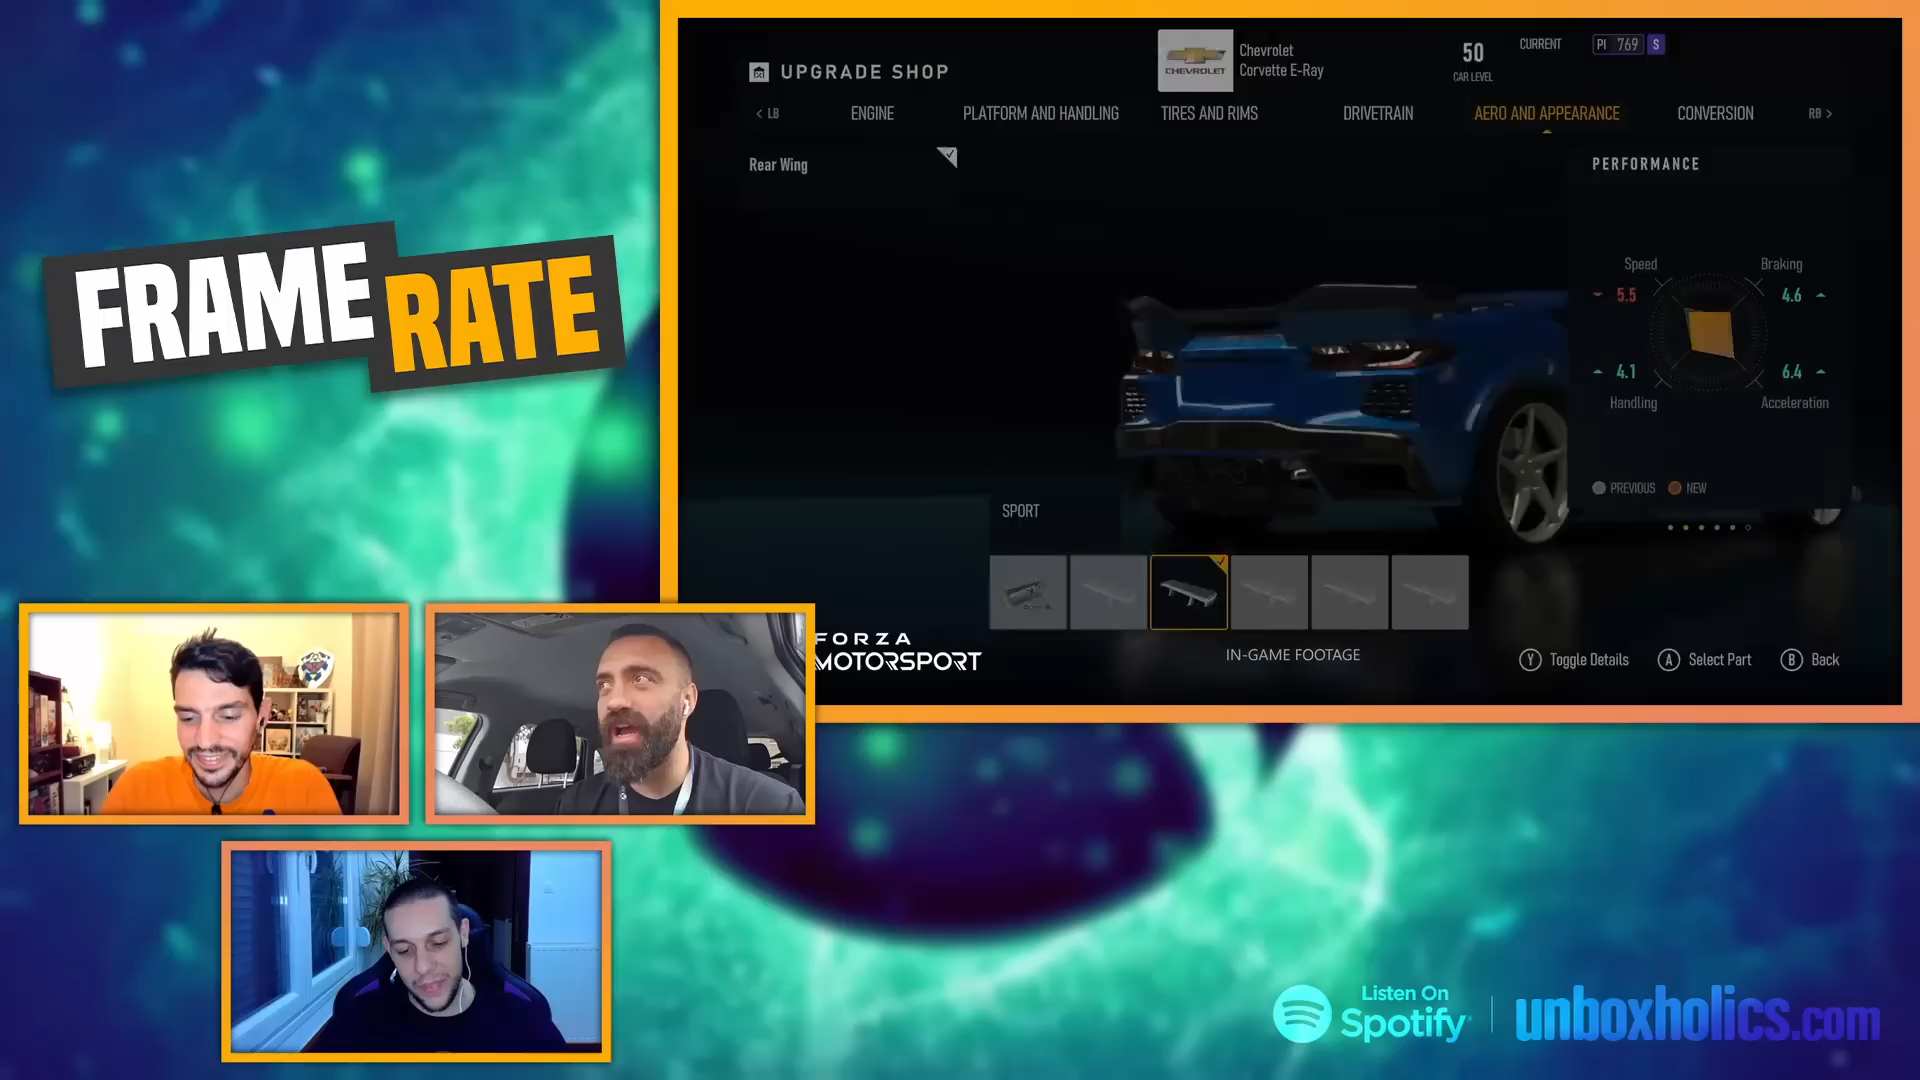 UPGRADE SHOP
CHEVROLET
Chevrolet
Corvette E-Ray
50
CAR LEVEL
CURRENT
PI 769 S
< LB
ENGINE
PLATFORM AND HANDLING
TIRES AND RIMS
DRIVETRAIN
AERO AND APPEARANCE
CONVERSION
RB >
Rear Wing
PERFORMANCE
Speed
Braking
5.5
4.6
4.1
6.4
Handling
Acceleration
PREVIOUS
NEW
SPORT
FORZA
MOTORSPORT
IN-GAME FOOTAGE
Y Toggle Details
A Select Part
B Back
FRAME
RATE
Listen On
Spotify
unboxholics.com